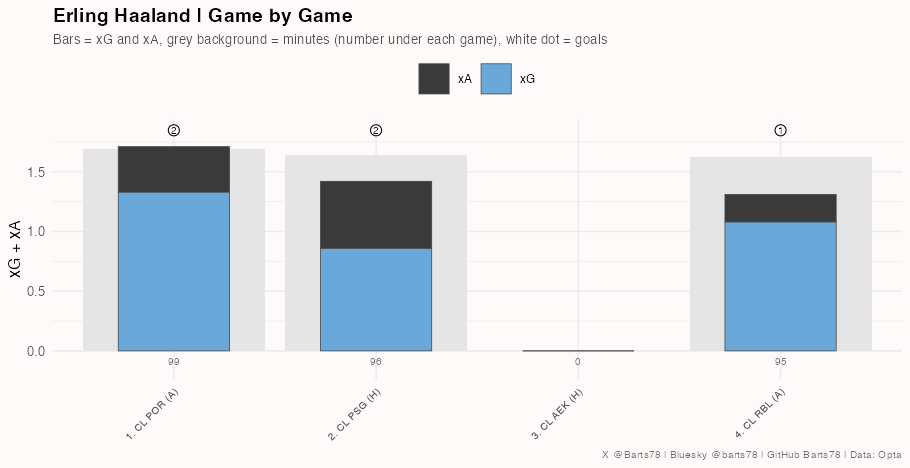 Erling Haaland | Game by Game
Bars = xG and xA, grey background = minutes (number under each game), white dot = goals
xA xG
2 2 1
xG + xA
1.5
1.0
0.5
0.0
99 96 0 95
1. CL POR (A) 2. CL PSG (H) 3. CL AEK (H) 4. CL RBL (A)
X @Barts78 | Bluesky @barts78 | GitHub Barts78 | Data: Opta